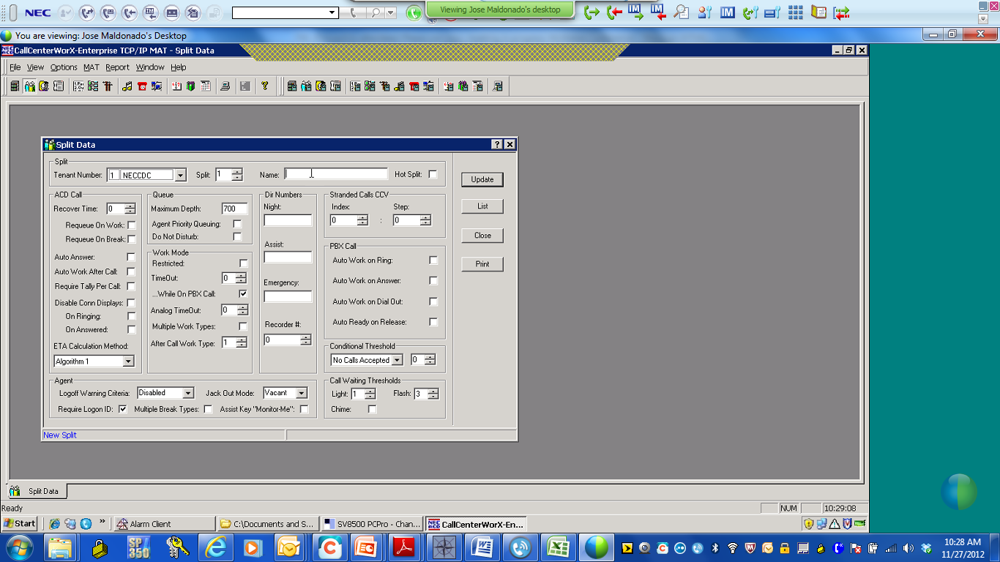 NEC
Viewing Jose Maldonado's desktop
IM
You are viewing: Jose Maldonado's Desktop
CallCenterWorX-Enterprise TCP/IP MAT - Split Data
File View Options MAT Report Window Help
Split Data
Split
Tenant Number: 1 NECCDC Split: 1 Name: Hot Split:
Update
List
Close
Print
ACD Call
Recover Time: 0
Requeue On Work:
Requeue On Break:
Auto Answer:
Auto Work After Call:
Require Tally Per Call:
Disable Conn Displays:
On Ringing:
On Answered:
ETA Calculation Method:
Algorithm 1
Queue
Maximum Depth: 700
Agent Priority Queuing:
Do Not Disturb:
Work Mode
Restricted:
TimeOut: 0
...While On PBX Call:
Analog TimeOut: 0
Multiple Work Types:
After Call Work Type: 1
Dir Numbers
Night:
Assist:
Emergency:
Recorder #:
0
Stranded Calls CCV
Index: Step:
0 : 0
PBX Call
Auto Work on Ring:
Auto Work on Answer:
Auto Work on Dial Out:
Auto Ready on Release:
Conditional Threshold
No Calls Accepted 0
Agent
Logoff Warning Criteria: Disabled Jack Out Mode: Vacant
Require Logon ID: Multiple Break Types: Assist Key "Monitor-Me":
Call Waiting Thresholds
Light: 1 Flash: 3
Chime:
New Split
Split Data
Ready NUM 10:29:08
Start Alarm Client C:\Documents and S... SV8500 PCPro - Chan... CallCenterWorX-En...
SP350
10:28 AM
11/27/2012